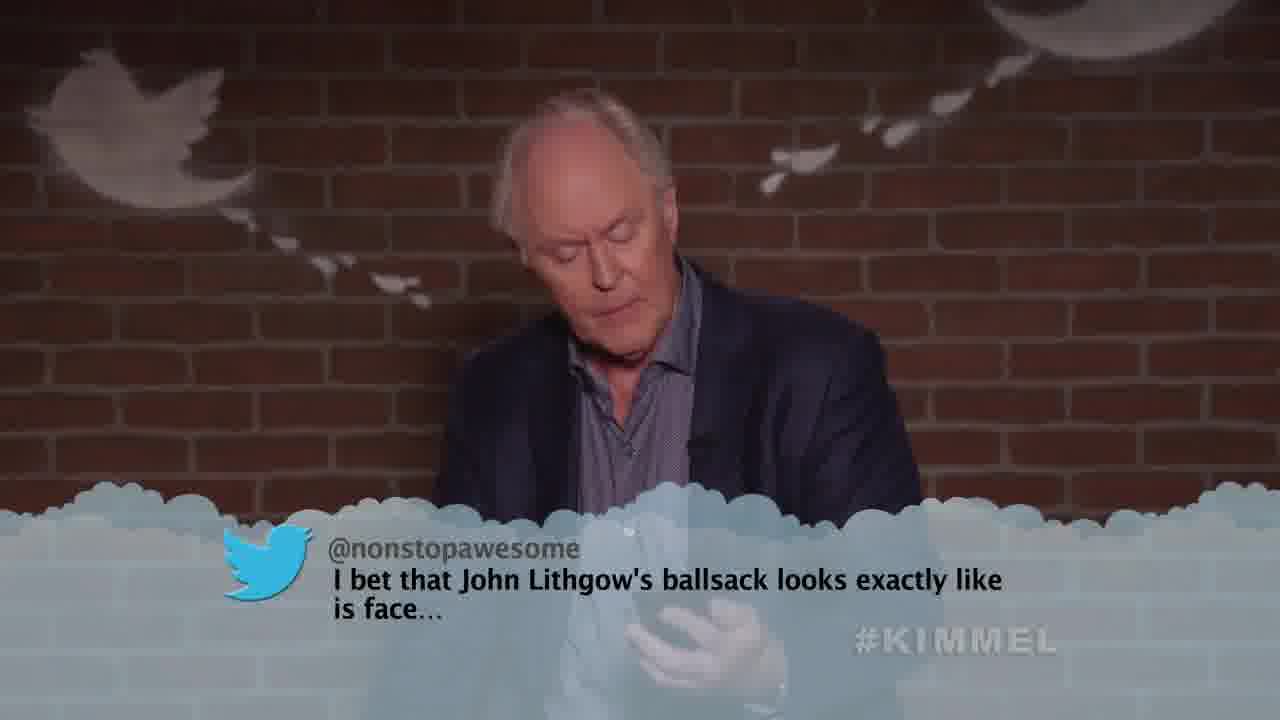 @nonstopawesome
I bet that John Lithgow's ballsack looks exactly like
is face...
#KIMMEL